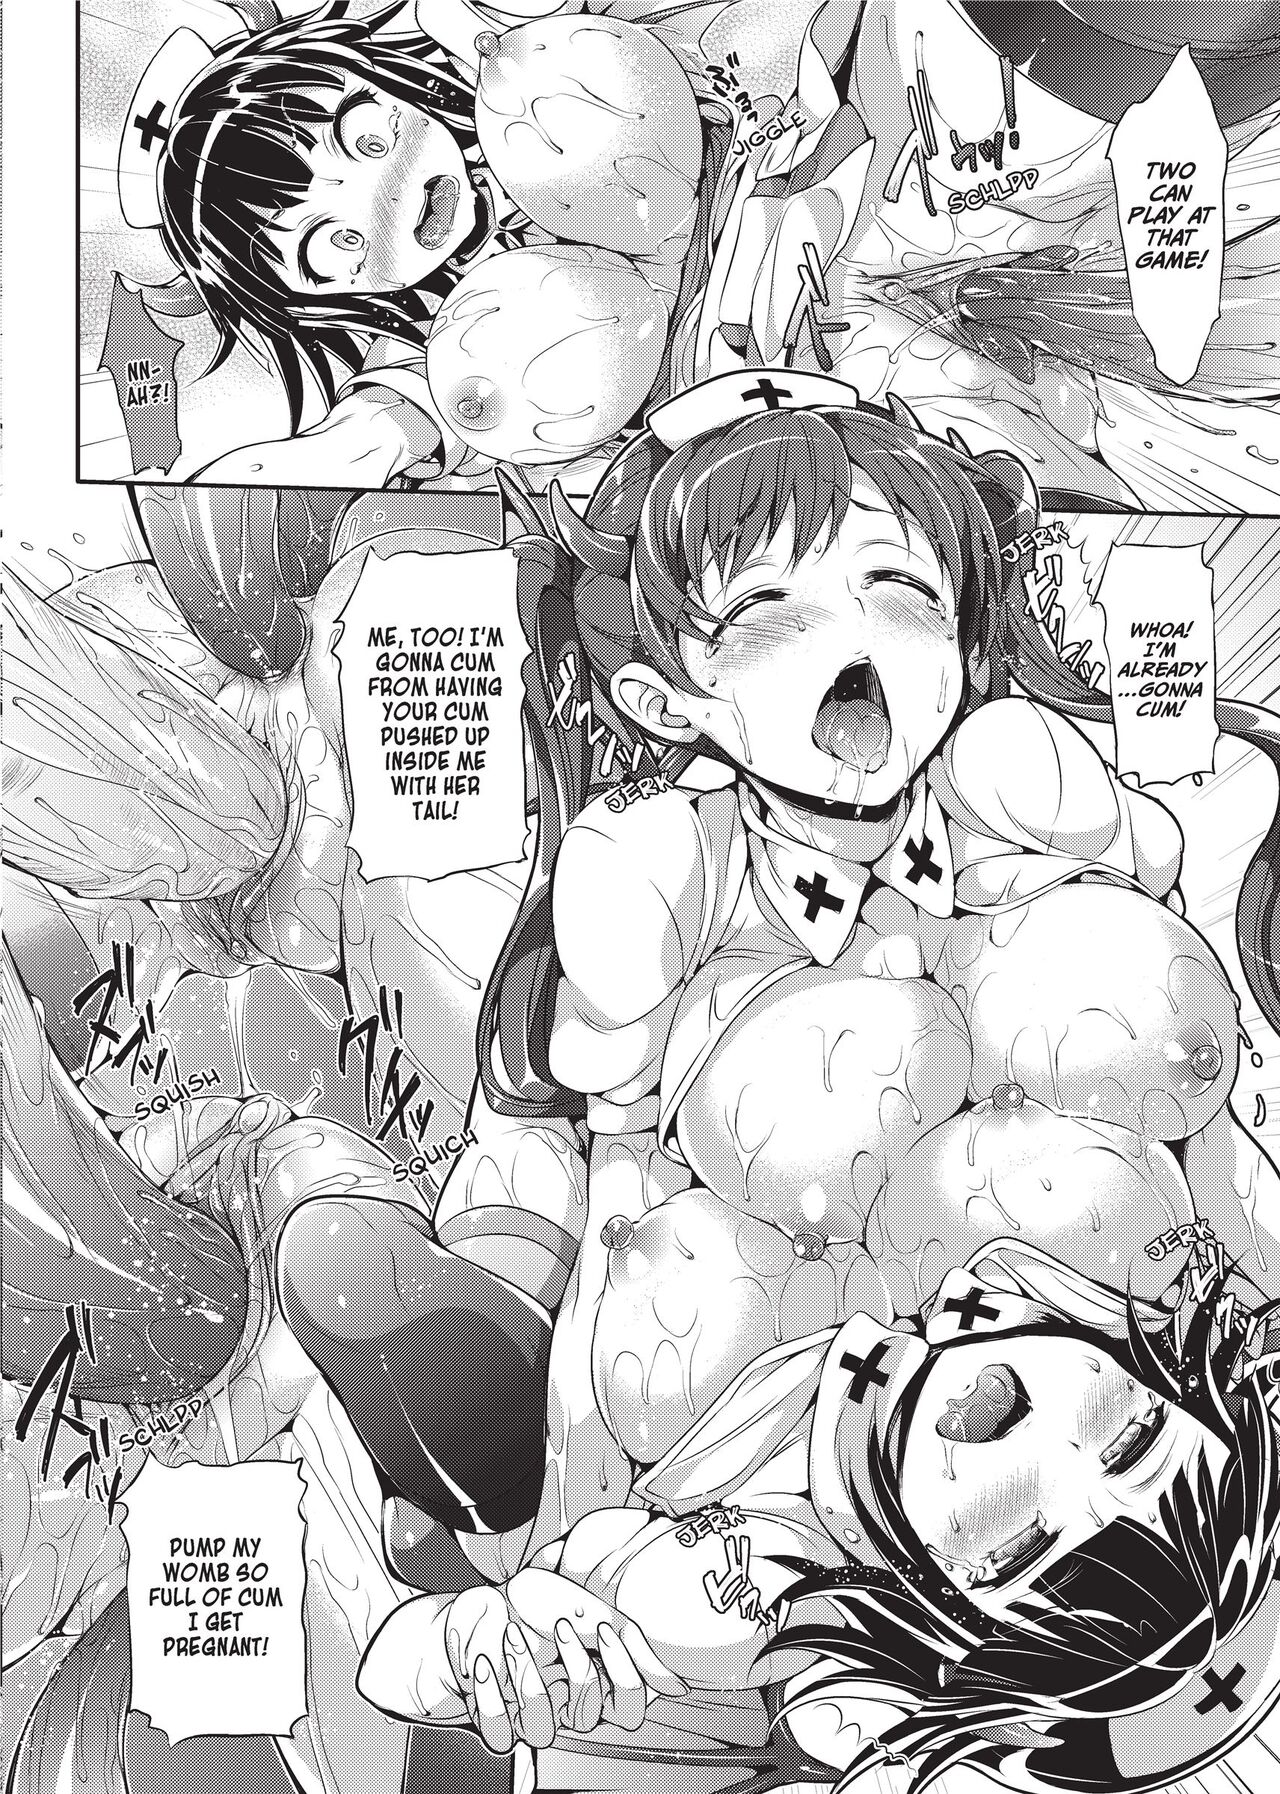 TWO
CAN
PLAY AT
THAT
GAME!
SCHLPP
JIGGLE
NN-
AH?!
JERK
WHOA!
I'M
ALREADY
...GONNA
CUM!
JERK
ME, TOO! I'M
GONNA CUM
FROM HAVING
YOUR CUM
PUSHED UP
INSIDE ME
WITH HER
TAIL!
SQUISH
SQUICH
JERK
SCHLPP
JERK
PUMP MY
WOMB SO
FULL OF CUM
I GET
PREGNANT!